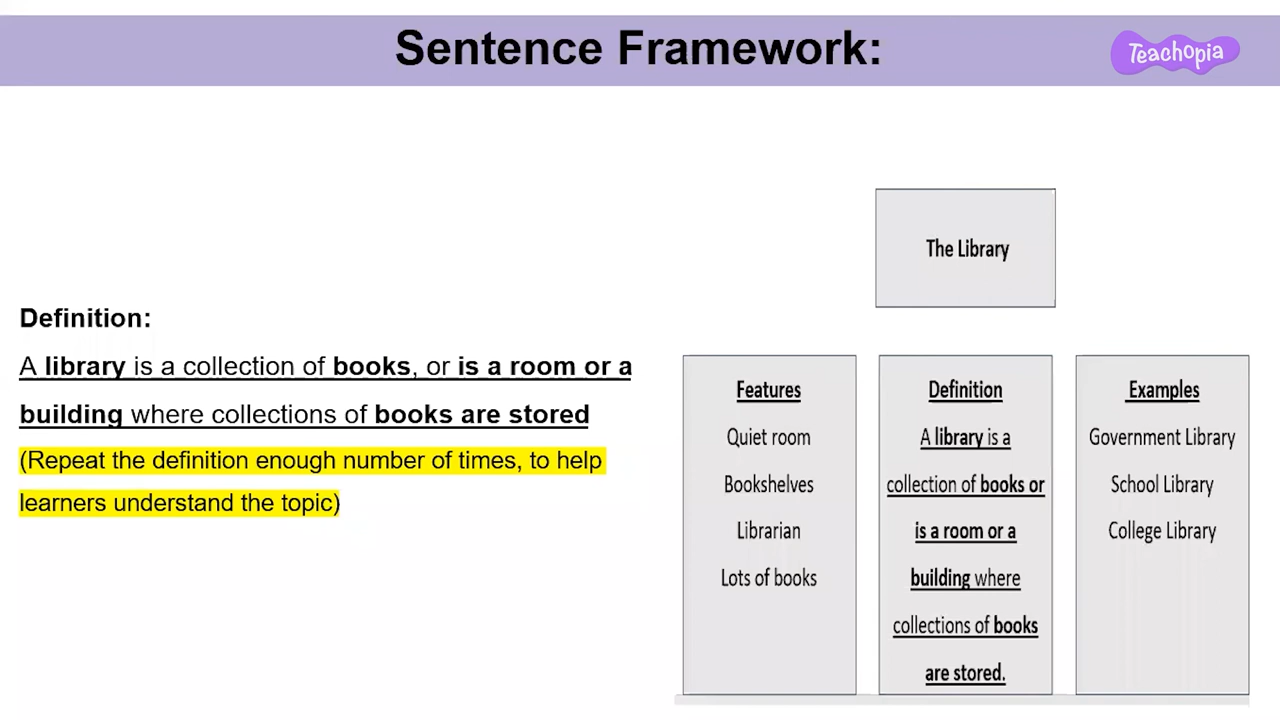 Sentence Framework:
Teachopia
Definition:
A library is a collection of books, or is a room or a
building where collections of books are stored
(Repeat the definition enough number of times, to help
learners understand the topic)
The Library
Features
Quiet room
Bookshelves
Librarian
Lots of books
Definition
A library is a
collection of books or
is a room or a
building where
collections of books
are stored.
Examples
Government Library
School Library
College Library